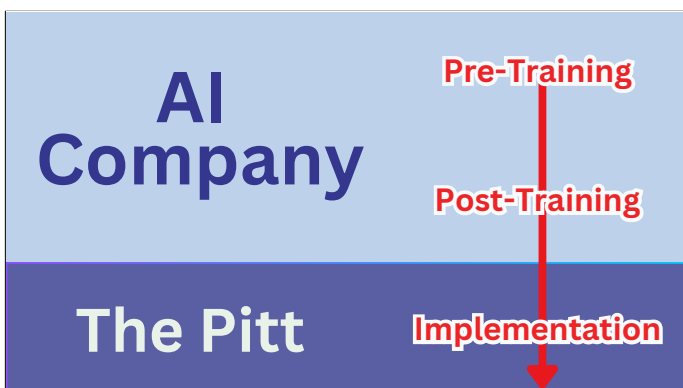 AI
Company
Pre-Training
Post-Training
The Pitt
Implementation